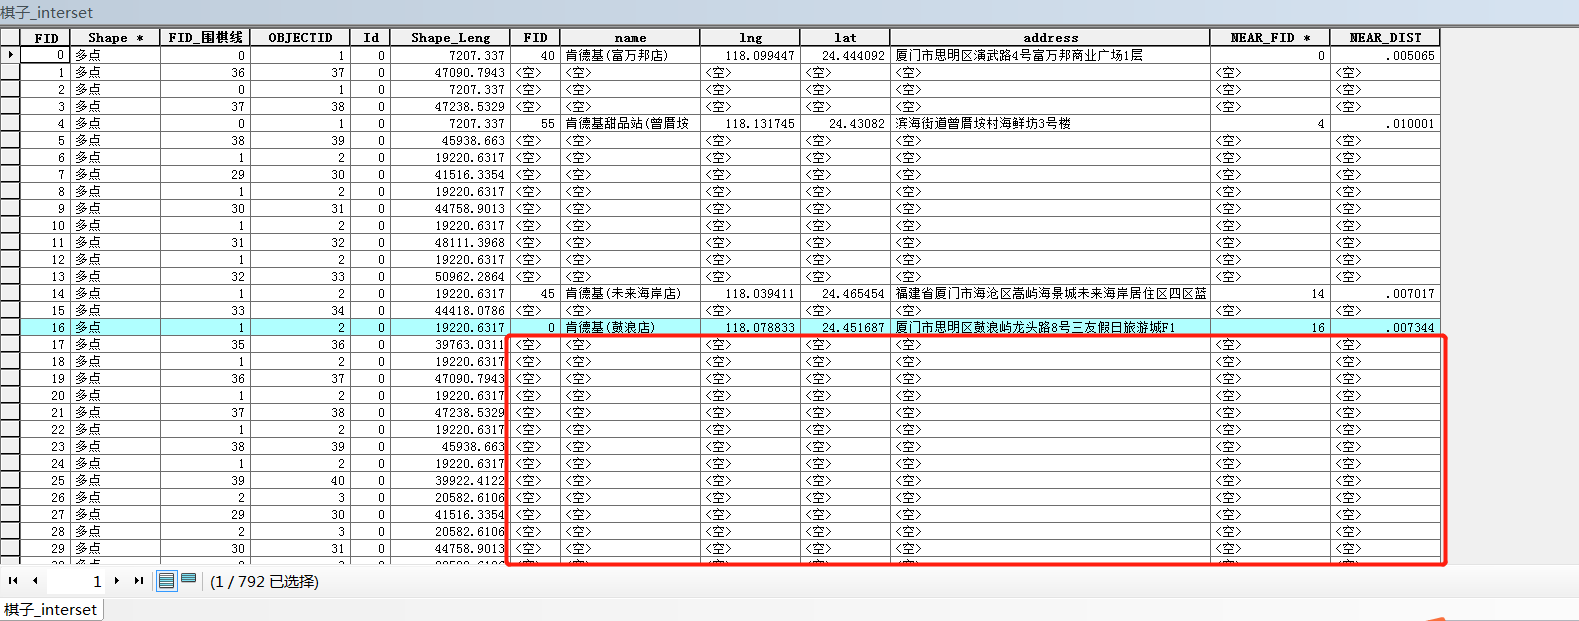 棋子_interset
FID Shape * FID_围棋线 OBJECTID Id Shape_Leng FID name lng lat address NEAR_FID * NEAR_DIST
0 多点 0 1 0 7207.337 40 肯德基(富万邦店) 118.099447 24.444092 厦门市思明区演武路4号富万邦商业广场1层 0 .005065
1 多点 36 37 0 47090.7943 <空> <空> <空> <空> <空> <空> <空>
2 多点 0 1 0 7207.337 <空> <空> <空> <空> <空> <空> <空>
3 多点 37 38 0 47238.5329 <空> <空> <空> <空> <空> <空> <空>
4 多点 0 1 0 7207.337 55 肯德基甜品站(曾厝垵 118.131745 24.43082 滨海街道曾厝垵村海鲜坊3号楼 4 .010001
5 多点 38 39 0 45938.663 <空> <空> <空> <空> <空> <空> <空>
6 多点 1 2 0 19220.6317 <空> <空> <空> <空> <空> <空> <空>
7 多点 29 30 0 41516.3354 <空> <空> <空> <空> <空> <空> <空>
8 多点 1 2 0 19220.6317 <空> <空> <空> <空> <空> <空> <空>
9 多点 30 31 0 44758.9013 <空> <空> <空> <空> <空> <空> <空>
10 多点 1 2 0 19220.6317 <空> <空> <空> <空> <空> <空> <空>
11 多点 31 32 0 48111.3968 <空> <空> <空> <空> <空> <空> <空>
12 多点 1 2 0 19220.6317 <空> <空> <空> <空> <空> <空> <空>
13 多点 32 33 0 50962.2864 <空> <空> <空> <空> <空> <空> <空>
14 多点 1 2 0 19220.6317 45 肯德基(未来海岸店) 118.039411 24.465454 福建省厦门市海沧区嵩屿海景城未来海岸居住区四区蓝 14 .007017
15 多点 33 34 0 44418.0786 <空> <空> <空> <空> <空> <空> <空>
16 多点 1 2 0 19220.6317 0 肯德基(鼓浪店) 118.078833 24.451687 厦门市思明区鼓浪屿龙头路8号三友假日旅游城F1 16 .007344
17 多点 35 36 0 39763.0311 <空> <空> <空> <空> <空> <空> <空>
18 多点 1 2 0 19220.6317 <空> <空> <空> <空> <空> <空> <空>
19 多点 36 37 0 47090.7943 <空> <空> <空> <空> <空> <空> <空>
20 多点 1 2 0 19220.6317 <空> <空> <空> <空> <空> <空> <空>
21 多点 37 38 0 47238.5329 <空> <空> <空> <空> <空> <空> <空>
22 多点 1 2 0 19220.6317 <空> <空> <空> <空> <空> <空> <空>
23 多点 38 39 0 45938.663 <空> <空> <空> <空> <空> <空> <空>
24 多点 1 2 0 19220.6317 <空> <空> <空> <空> <空> <空> <空>
25 多点 39 40 0 39922.4122 <空> <空> <空> <空> <空> <空> <空>
26 多点 2 3 0 20582.6106 <空> <空> <空> <空> <空> <空> <空>
27 多点 29 30 0 41516.3354 <空> <空> <空> <空> <空> <空> <空>
28 多点 2 3 0 20582.6106 <空> <空> <空> <空> <空> <空> <空>
29 多点 30 31 0 44758.9013 <空> <空> <空> <空> <空> <空> <空>
1 (1 / 792 已选择)
棋子_interset